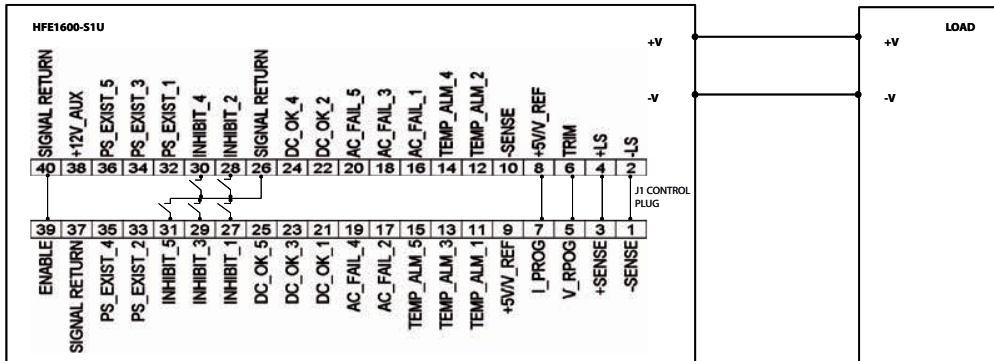 HFE1600-S1U
+V
-V
+V
-V
LOAD
SIGNAL RETURN
+12V_AUX
PS_EXIST_5
PS_EXIST_3
PS_EXIST_1
INHIBIT_4
INHIBIT_2
SIGNAL RETURN
DC_OK_4
DC_OK_2
AC_FAIL_5
AC_FAIL_3
AC_FAIL_1
TEMP_ALM_4
TEMP_ALM_2
-SENSE
+5V/V_REF
TRIM
+LS
-LS
40 38 36 34 32 30 28 26 24 22 20 18 16 14 12 10 8 6 4 2
J1 CONTROL
PLUG
39 37 35 33 31 29 27 25 23 21 19 17 15 13 11 9 7 5 3 1
ENABLE
SIGNAL RETURN
PS_EXIST_4
PS_EXIST_2
INHIBIT_5
INHIBIT_3
INHIBIT_1
DC_OK_5
DC_OK_3
DC_OK_1
AC_FAIL_4
AC_FAIL_2
TEMP_ALM_5
TEMP_ALM_3
TEMP_ALM_1
+5V/V_REF
I_PROG
V_RPOG
+SENSE
-SENSE